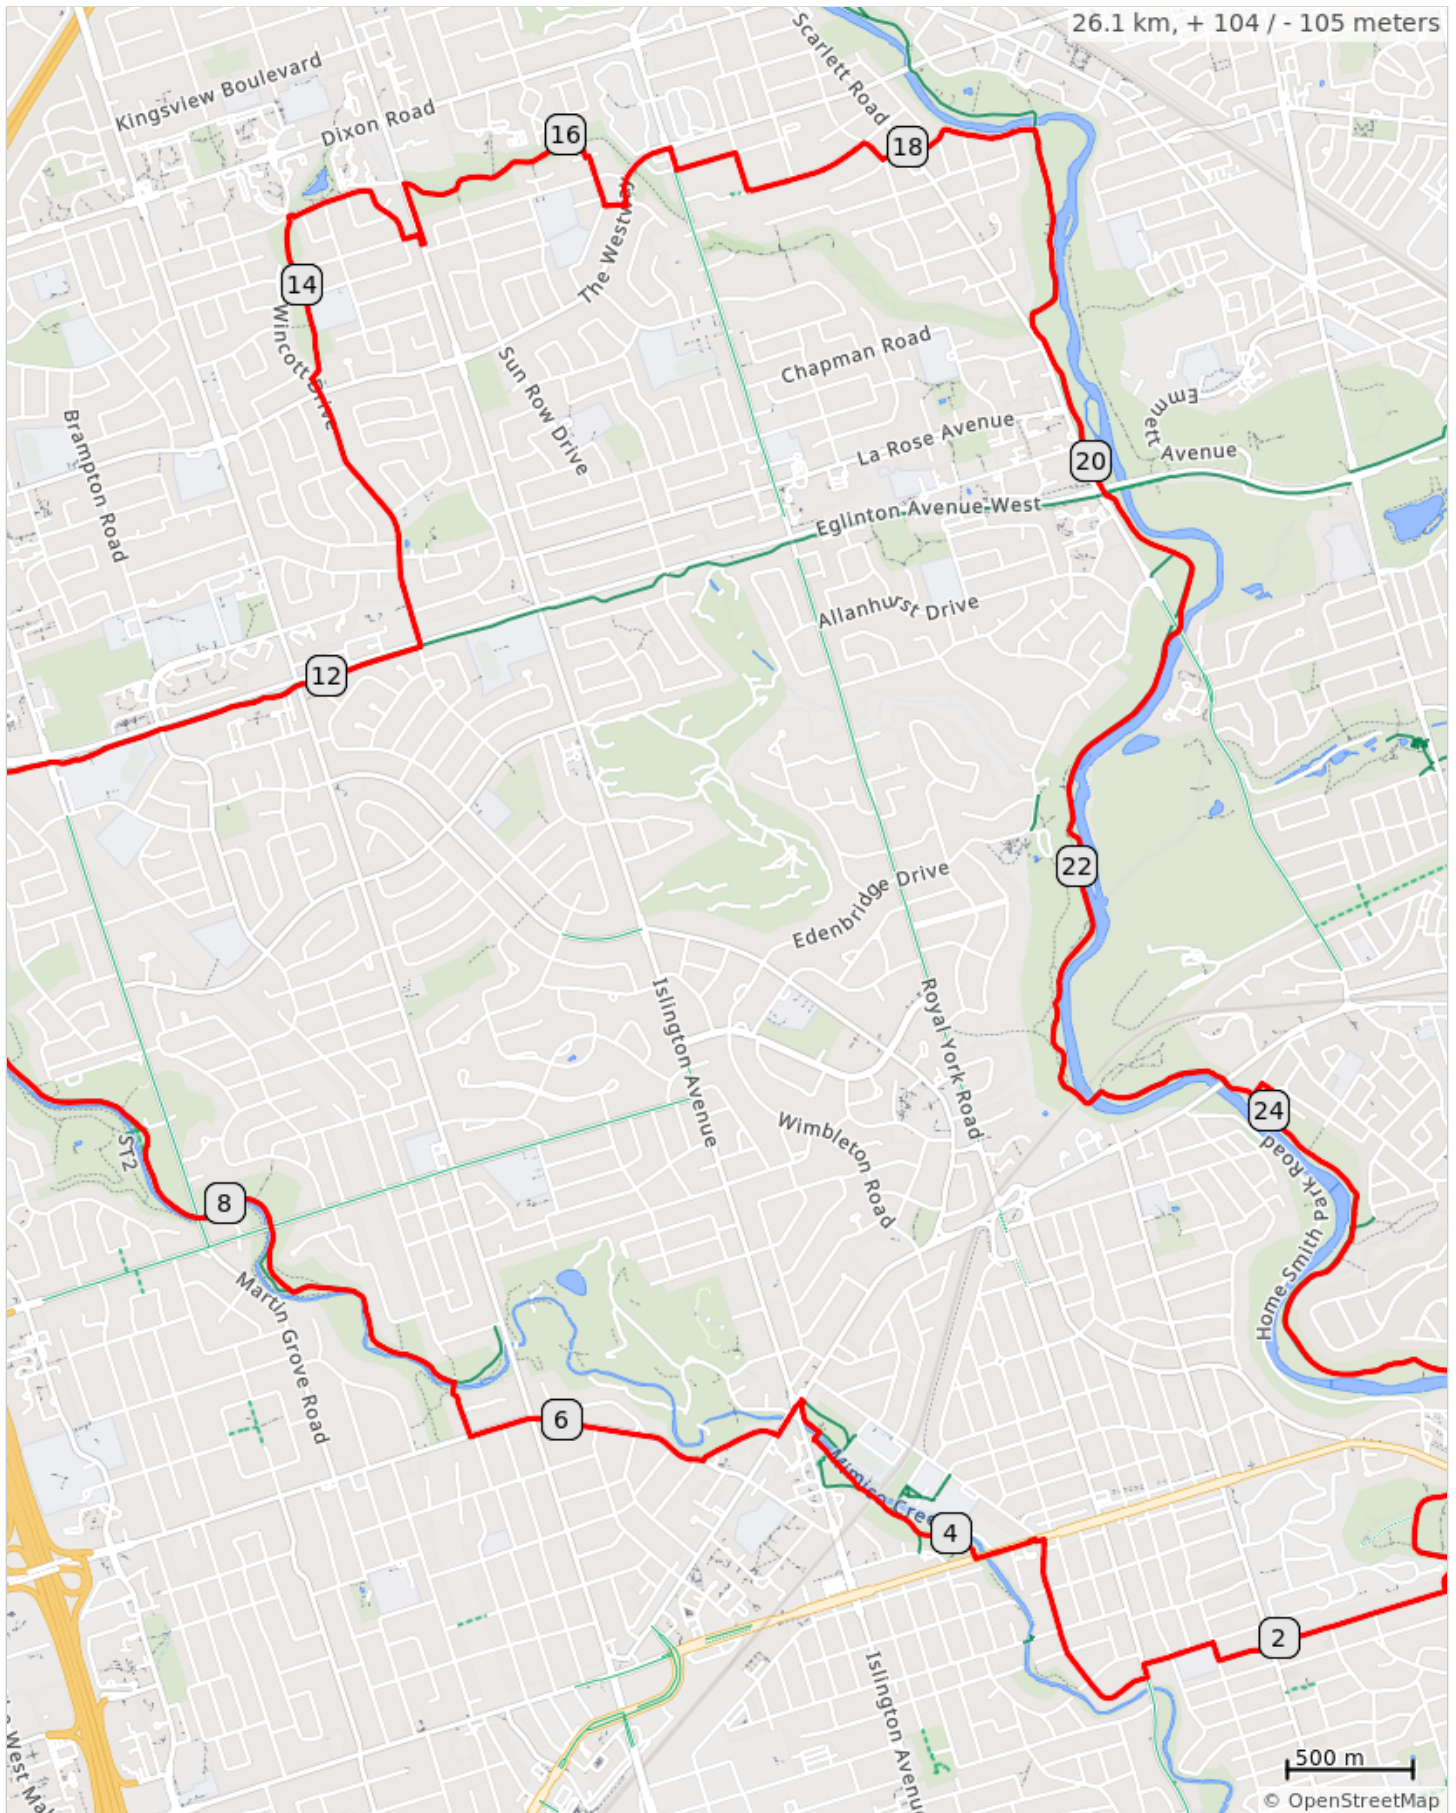 26.1 km, + 104 / - 105 meters
Scarlett Road
Kingsview Boulevard
Dixon Road
16
18
The Westway
14
Wincott Drive
Sun Row Drive
Chapman Road
Emmett
Avenue
La Rose Avenue
Brampton Road
20
Eglinton Avenue West
Allanhurst Drive
12
22
Edenbridge Drive
Islington Avenue
Royal York Road
24
Wimbleton Road
ST2
Home Smith Park Road
8
Martin Grove Road
6
Mimico Creek
4
2
Islington Avenue
500 m
© OpenStreetMap